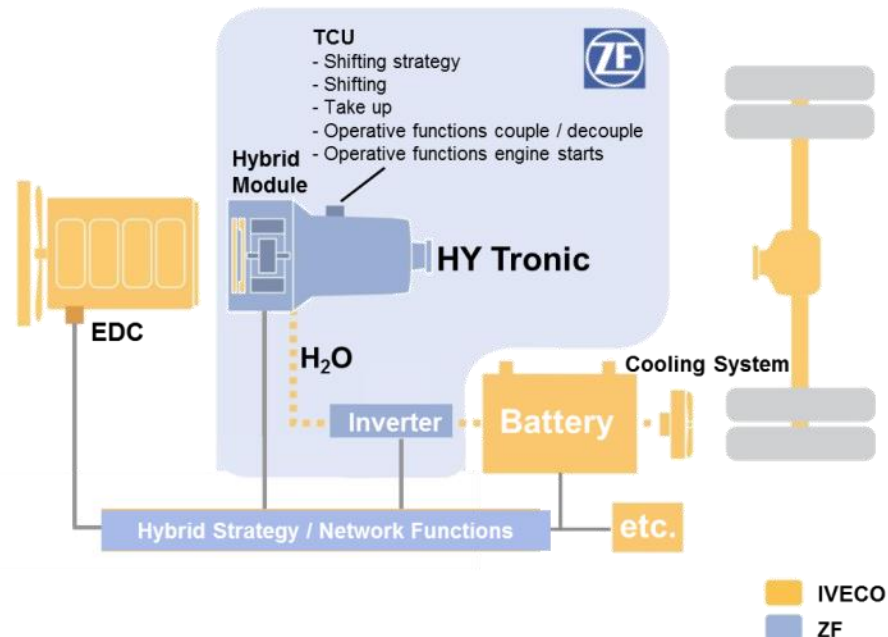 TCU
- Shifting strategy
- Shifting
- Take up
- Operative functions couple / decouple
- Operative functions engine starts
ZF
Hybrid
Module
HY Tronic
EDC
H₂O
Cooling System
Inverter
Battery
Hybrid Strategy / Network Functions
etc.
IVECO
ZF